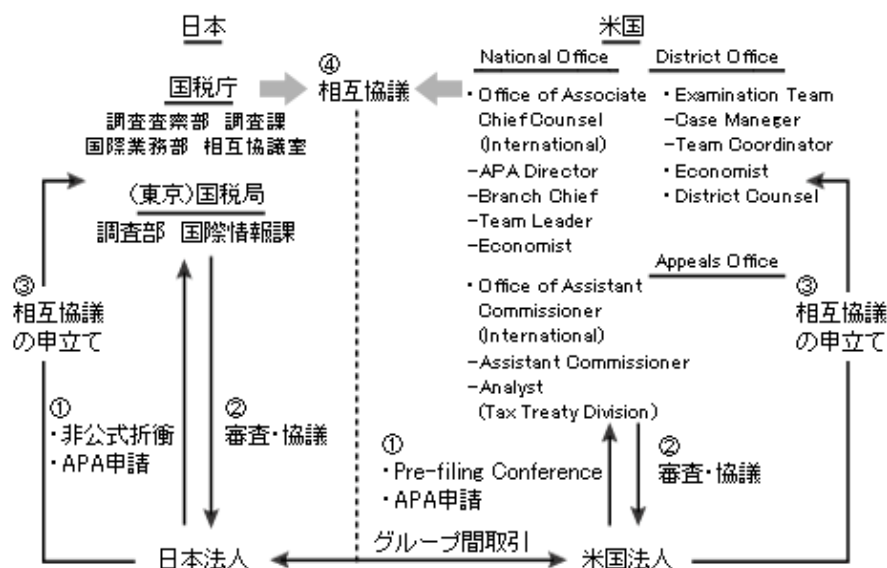 日本
国税庁
調査査察部 調査課
国際業務部 相互協議室
(東京)国税局
調査部 国際情報課
③
相互協議
の申立て
①
・非公式折衝
・APA申請
②
審査・協議
日本法人
④
相互協議
グループ間取引
米国
National Office
・Office of Associate
Chief Counsel
(International)
-APA Director
-Branch Chief
-Team Leader
-Economist
・Office of Assistant
Commissioner
(International)
-Assistant Commissioner
-Analyst
(Tax Treaty Division)
District Office
・Examination Team
-Case Maneger
-Team Coordinator
・Economist
・District Counsel
Appeals Office
③
相互協議
の申立て
①
・Pre-filing Conference
・APA申請
②
審査・協議
米国法人